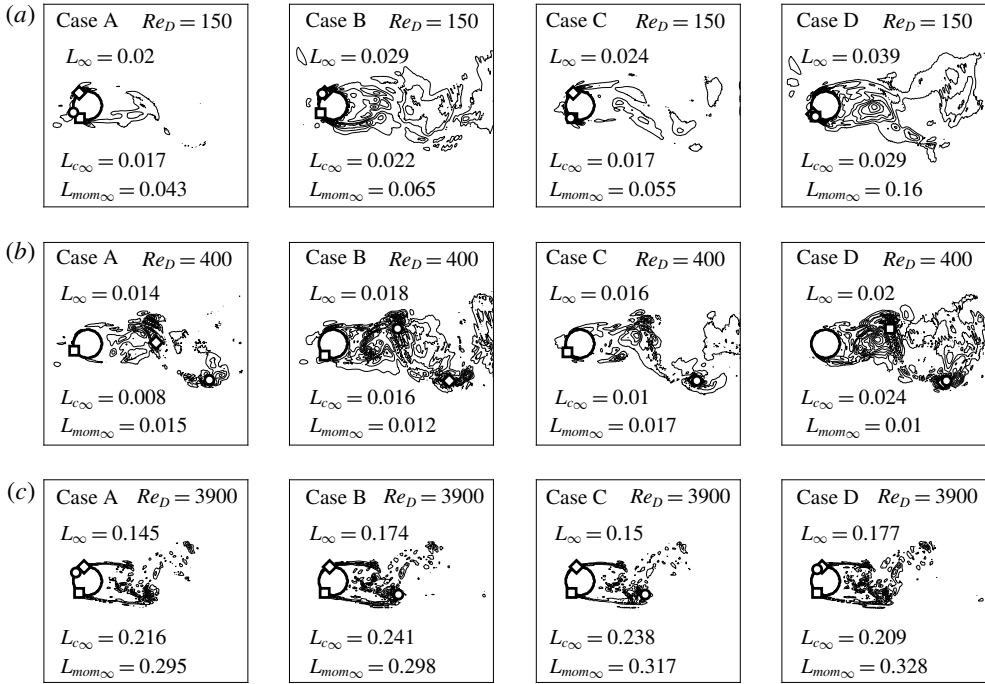 (a)
Case A Re_D = 150
L_∞ = 0.02
L_c∞ = 0.017
L_mom∞ = 0.043
Case B Re_D = 150
L_∞ = 0.029
L_c∞ = 0.022
L_mom∞ = 0.065
Case C Re_D = 150
L_∞ = 0.024
L_c∞ = 0.017
L_mom∞ = 0.055
Case D Re_D = 150
L_∞ = 0.039
L_c∞ = 0.029
L_mom∞ = 0.16
(b)
Case A Re_D = 400
L_∞ = 0.014
L_c∞ = 0.008
L_mom∞ = 0.015
Case B Re_D = 400
L_∞ = 0.018
L_c∞ = 0.016
L_mom∞ = 0.012
Case C Re_D = 400
L_∞ = 0.016
L_c∞ = 0.01
L_mom∞ = 0.017
Case D Re_D = 400
L_∞ = 0.02
L_c∞ = 0.024
L_mom∞ = 0.01
(c)
Case A Re_D = 3900
L_∞ = 0.145
L_c∞ = 0.216
L_mom∞ = 0.295
Case B Re_D = 3900
L_∞ = 0.174
L_c∞ = 0.241
L_mom∞ = 0.298
Case C Re_D = 3900
L_∞ = 0.15
L_c∞ = 0.238
L_mom∞ = 0.317
Case D Re_D = 3900
L_∞ = 0.177
L_c∞ = 0.209
L_mom∞ = 0.328